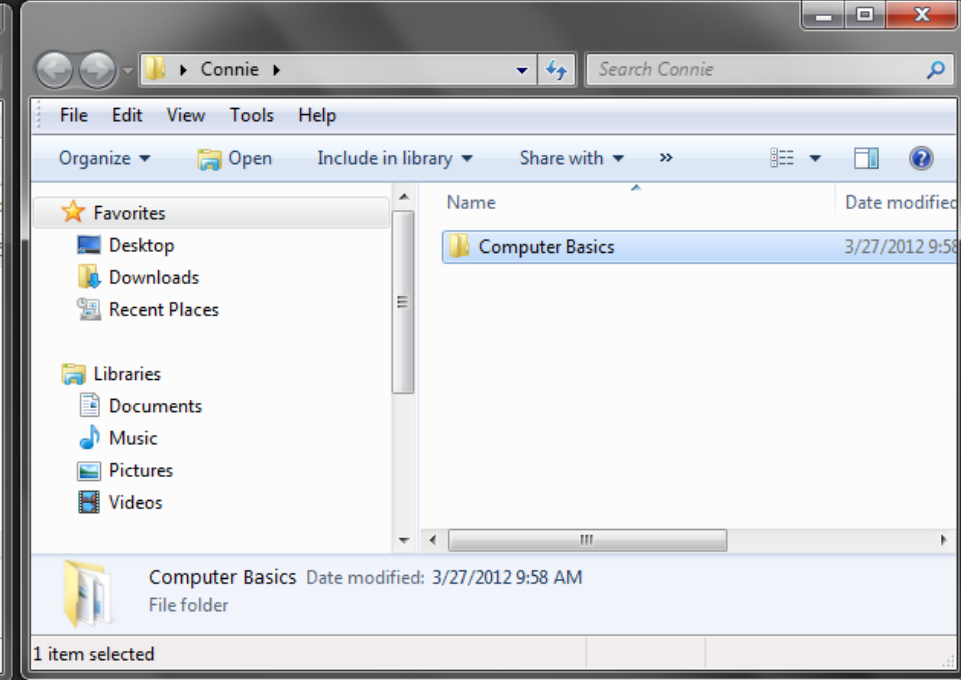 Connie
Search Connie
File Edit View Tools Help
Organize Open Include in library Share with »
Name Date modified
Favorites
Computer Basics 3/27/2012 9:58
Desktop
Downloads
Recent Places
Libraries
Documents
Music
Pictures
Videos
Computer Basics Date modified: 3/27/2012 9:58 AM
File folder
1 item selected